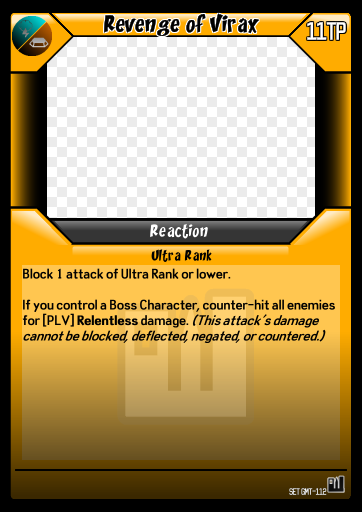 Revenge of Virax
11TP
Reaction
Ultra Rank
Block 1 attack of Ultra Rank or lower.
If you control a Boss Character, counter-hit all enemies
for [PLV] Relentless damage. (This attack's damage
cannot be blocked, deflected, negated, or countered.)
SET GMT-112